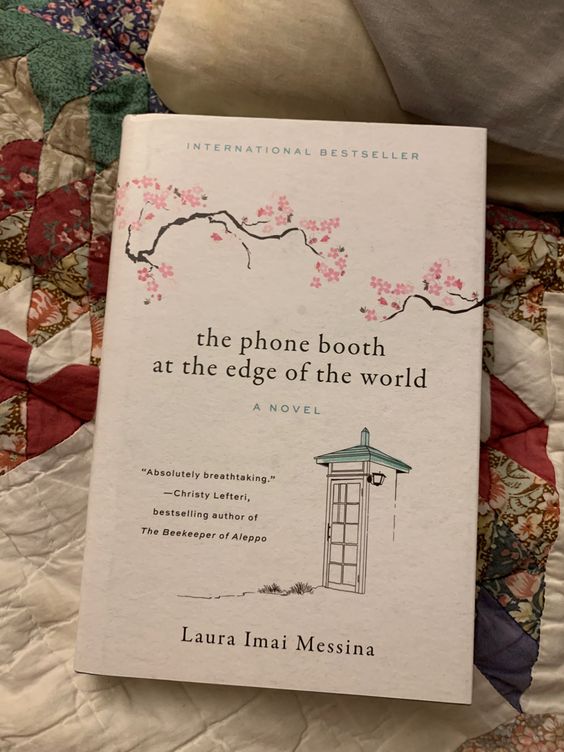 INTERNATIONAL BESTSELLER
the phone booth
at the edge of the world
A NOVEL
“Absolutely breathtaking.”
—Christy Lefteri,
bestselling author of
The Beekeeper of Aleppo
Laura Imai Messina